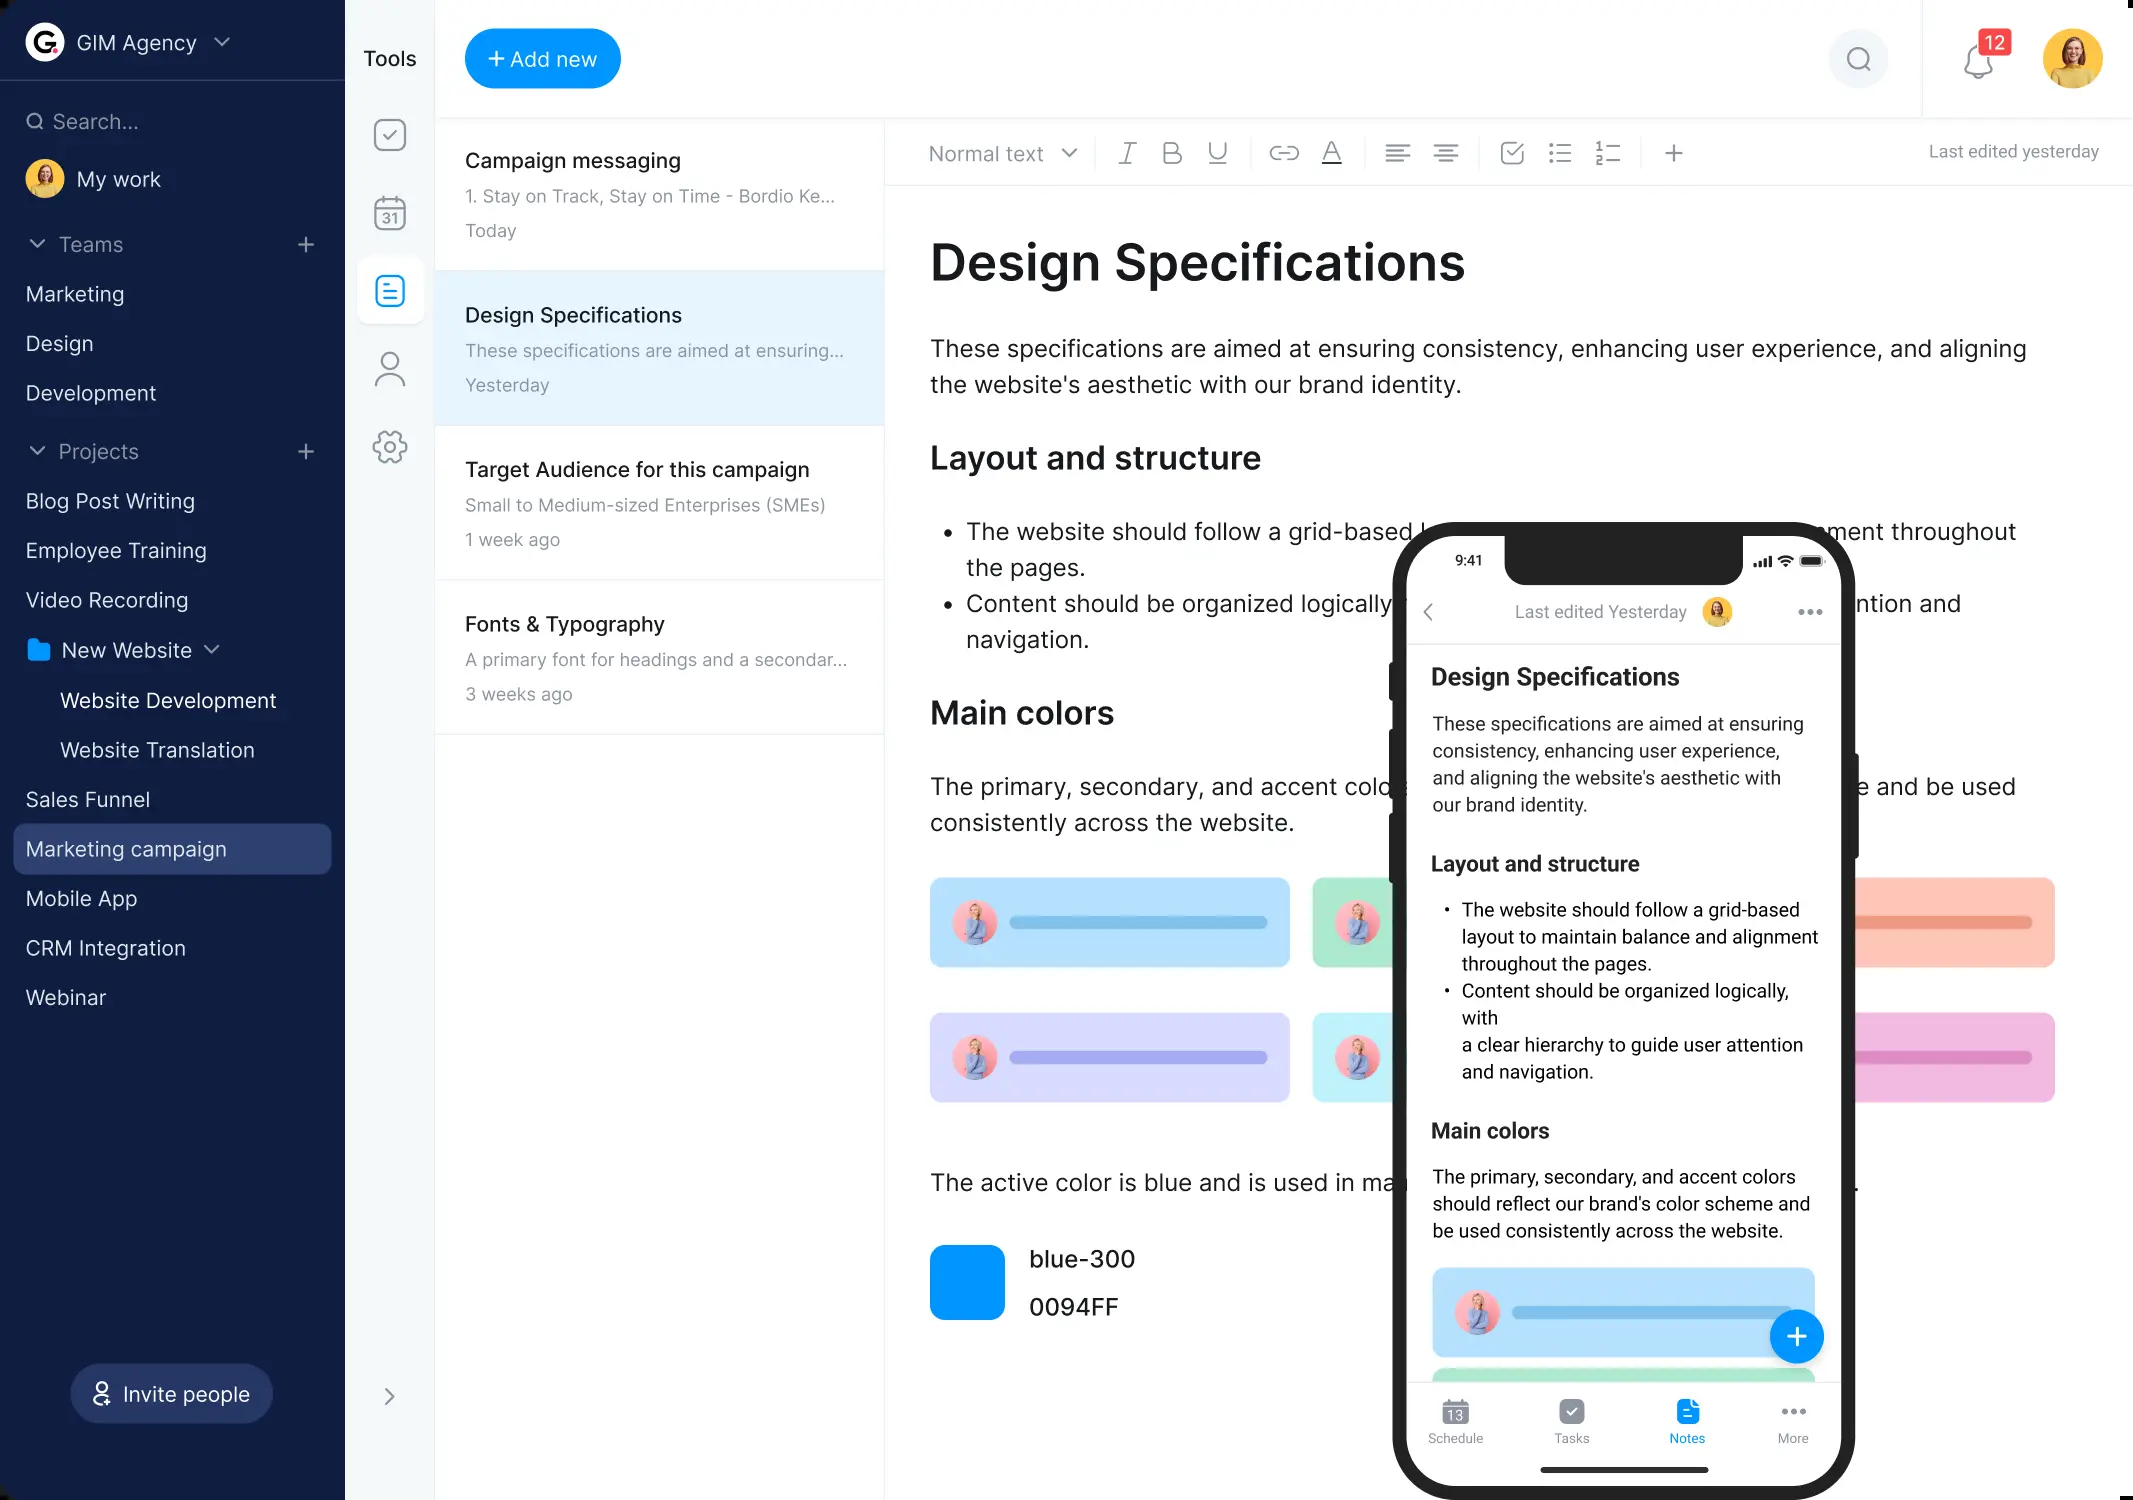 G.
GIM Agency
Search...
My work
Teams
Marketing
Design
Development
Projects
Blog Post Writing
Employee Training
Video Recording
New Website
Website Development
Website Translation
Sales Funnel
Marketing campaign
Mobile App
CRM Integration
Webinar
Invite people
Tools
31
+ Add new
12
Campaign messaging
1. Stay on Track, Stay on Time - Bordio Ke...
Today
Design Specifications
These specifications are aimed at ensuring...
Yesterday
Target Audience for this campaign
Small to Medium-sized Enterprises (SMEs)
1 week ago
Fonts & Typography
A primary font for headings and a secondar...
3 weeks ago
Normal text
I B U A
Last edited yesterday
Design Specifications
These specifications are aimed at ensuring consistency, enhancing user experience, and aligning
the website's aesthetic with our brand identity.
Layout and structure
• The website should follow a grid-based ment throughout
the pages.
• Content should be organized logically ntion and
navigation.
Main colors
The primary, secondary, and accent colo e and be used
consistently across the website.
The active color is blue and is used in ma .
blue-300
0094FF
9:41
Last edited Yesterday
Design Specifications
These specifications are aimed at ensuring
consistency, enhancing user experience,
and aligning the website's aesthetic with
our brand identity.
Layout and structure
• The website should follow a grid-based
layout to maintain balance and alignment
throughout the pages.
• Content should be organized logically,
with
a clear hierarchy to guide user attention
and navigation.
Main colors
The primary, secondary, and accent colors
should reflect our brand's color scheme and
be used consistently across the website.
13
Schedule
Tasks
Notes
More